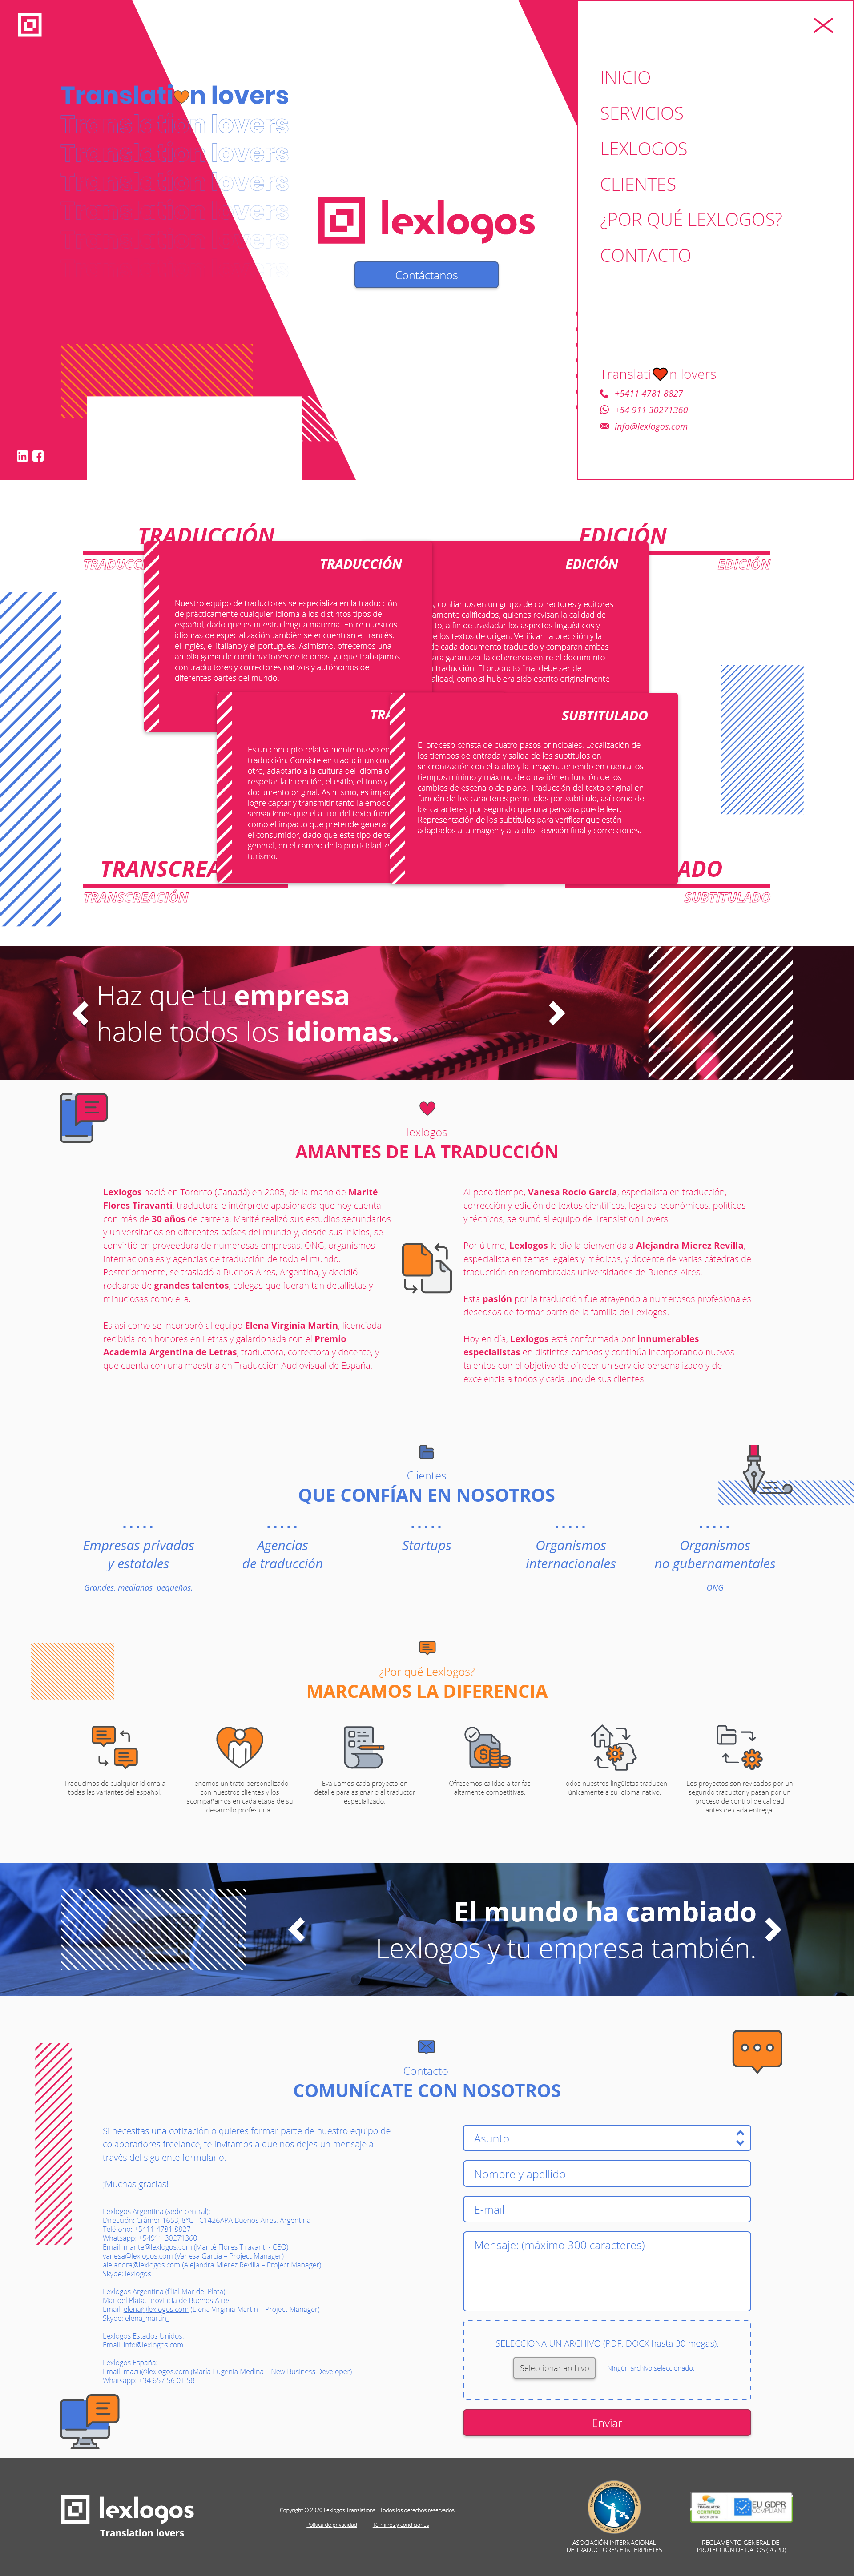 Translation lovers
Translation lovers
Translation lovers
Translation lovers
lovers
lexlogos
Contáctanos
INICIO
SERVICIOS
LEXLOGOS
CLIENTES
¿POR QUÉ LEXLOGOS?
CONTACTO
Translati n lovers
+5411 4781 8827
+54 911 30271360
info@lexlogos.com
TRADUCCIÓN
TRADUCCIÓN
Nuestro equipo de traductores se especializa en la traducción
de prácticamente cualquier idioma a los distintos tipos de
español, dado que es nuestra lengua materna. Entre nuestros
idiomas de especialización también se encuentran el francés,
el inglés, el italiano y el portugués. Asimismo, ofrecemos una
amplia gama de combinaciones de idiomas, ya que trabajamos
con traductores y correctores nativos y autónomos de
diferentes partes del mundo.
EDICIÓN
EDICIÓN
EDICIÓN
confiamos en un grupo de correctores y editores
amente calificados, quienes revisan la calidad de
to, a fin de trasladar los aspectos lingüísticos y
e los textos de origen. Verifican la precisión y la
de cada documento traducido y comparan ambas
ara garantizar la coherencia entre el documento
traducción. El producto final debe ser de
alidad, como si hubiera sido escrito originalmente
TRA
Es un concepto relativamente nuevo en
traducción. Consiste en traducir un con
otro, adaptarlo a la cultura del idioma o
respetar la intención, el estilo, el tono y
documento original. Asimismo, es impo
logre captar y transmitir tanto la emoció
sensaciones que el autor del texto fuen
como el impacto que pretende generar
el consumidor, dado que este tipo de te
general, en el campo de la publicidad, e
turismo.
TRANSCREA
TRANSCREACIÓN
SUBTITULADO
El proceso consta de cuatro pasos principales. Localización de
los tiempos de entrada y salida de los subtítulos en
sincronización con el audio y la imagen, teniendo en cuenta los
tiempos mínimo y máximo de duración en función de los
cambios de escena o de plano. Traducción del texto original en
función de los caracteres permitidos por subtítulo, así como de
los caracteres por segundo que una persona puede leer.
Representación de los subtítulos para verificar que estén
adaptados a la imagen y al audio. Revisión final y correcciones.
ADO
SUBTITULADO
Haz que tu empresa
hable todos los idiomas.
lexlogos
AMANTES DE LA TRADUCCIÓN
Lexlogos nació en Toronto (Canadá) en 2005, de la mano de Marité
Flores Tiravanti, traductora e intérprete apasionada que hoy cuenta
con más de 30 años de carrera. Marité realizó sus estudios secundarios
y universitarios en diferentes países del mundo y, desde sus inicios, se
convirtió en proveedora de numerosas empresas, ONG, organismos
internacionales y agencias de traducción de todo el mundo.
Posteriormente, se trasladó a Buenos Aires, Argentina, y decidió
rodearse de grandes talentos, colegas que fueran tan detallistas y
minuciosas como ella.
Es así como se incorporó al equipo Elena Virginia Martin, licenciada
recibida con honores en Letras y galardonada con el Premio
Academia Argentina de Letras, traductora, correctora y docente, y
que cuenta con una maestría en Traducción Audiovisual de España.
Al poco tiempo, Vanesa Rocío García, especialista en traducción,
corrección y edición de textos científicos, legales, económicos, políticos
y técnicos, se sumó al equipo de Translation Lovers.
Por último, Lexlogos le dio la bienvenida a Alejandra Mierez Revilla,
especialista en temas legales y médicos, y docente de varias cátedras de
traducción en renombradas universidades de Buenos Aires.
Esta pasión por la traducción fue atrayendo a numerosos profesionales
deseosos de formar parte de la familia de Lexlogos.
Hoy en día, Lexlogos está conformada por innumerables
especialistas en distintos campos y continúa incorporando nuevos
talentos con el objetivo de ofrecer un servicio personalizado y de
excelencia a todos y cada uno de sus clientes.
Clientes
QUE CONFÍAN EN NOSOTROS
Empresas privadas
y estatales
Grandes, medianas, pequeñas.
Agencias
de traducción
Startups
Organismos
internacionales
Organismos
no gubernamentales
ONG
¿Por qué Lexlogos?
MARCAMOS LA DIFERENCIA
Traducimos de cualquier idioma a
todas las variantes del español.
Tenemos un trato personalizado
con nuestros clientes y los
acompañamos en cada etapa de su
desarrollo profesional.
Evaluamos cada proyecto en
detalle para asignarlo al traductor
especializado.
Ofrecemos calidad a tarifas
altamente competitivas.
Todos nuestros lingüistas traducen
únicamente a su idioma nativo.
Los proyectos son revisados por un
segundo traductor y pasan por un
proceso de control de calidad
antes de cada entrega.
El mundo ha cambiado
Lexlogos y tu empresa también.
Contacto
COMUNÍCATE CON NOSOTROS
Si necesitas una cotización o quieres formar parte de nuestro equipo de
colaboradores freelance, te invitamos a que nos dejes un mensaje a
través del siguiente formulario.
¡Muchas gracias!
Lexlogos Argentina (sede central):
Dirección: Crámer 1653, 8°C - C1426APA Buenos Aires, Argentina
Teléfono: +5411 4781 8827
Whatsapp: +54911 30271360
Email: marite@lexlogos.com (Marité Flores Tiravanti - CEO)
vanesa@lexlogos.com (Vanesa García – Project Manager)
alejandra@lexlogos.com (Alejandra Mierez Revilla – Project Manager)
Skype: lexlogos
Lexlogos Argentina (filial Mar del Plata):
Mar del Plata, provincia de Buenos Aires
Email: elena@lexlogos.com (Elena Virginia Martin – Project Manager)
Skype: elena_martin_
Lexlogos Estados Unidos:
Email: info@lexlogos.com
Lexlogos España:
Email: macu@lexlogos.com (María Eugenia Medina – New Business Developer)
Whatsapp: +34 657 56 01 58
Asunto
Nombre y apellido
E-mail
Mensaje: (máximo 300 caracteres)
SELECCIONA UN ARCHIVO (PDF, DOCX hasta 30 megas).
Seleccionar archivo
Ningún archivo seleccionado.
Enviar
lexlogos
Translation lovers
Copyright © 2020 Lexlogos Translations - Todos los derechos reservados.
Política de privacidad
Términos y condiciones
ASOCIACIÓN INTERNACIONAL
DE TRADUCTORES E INTÉRPRETES
CERTIFIED
EU GDPR
COMPLIANT
REGLAMENTO GENERAL DE
PROTECCIÓN DE DATOS (RGPD)